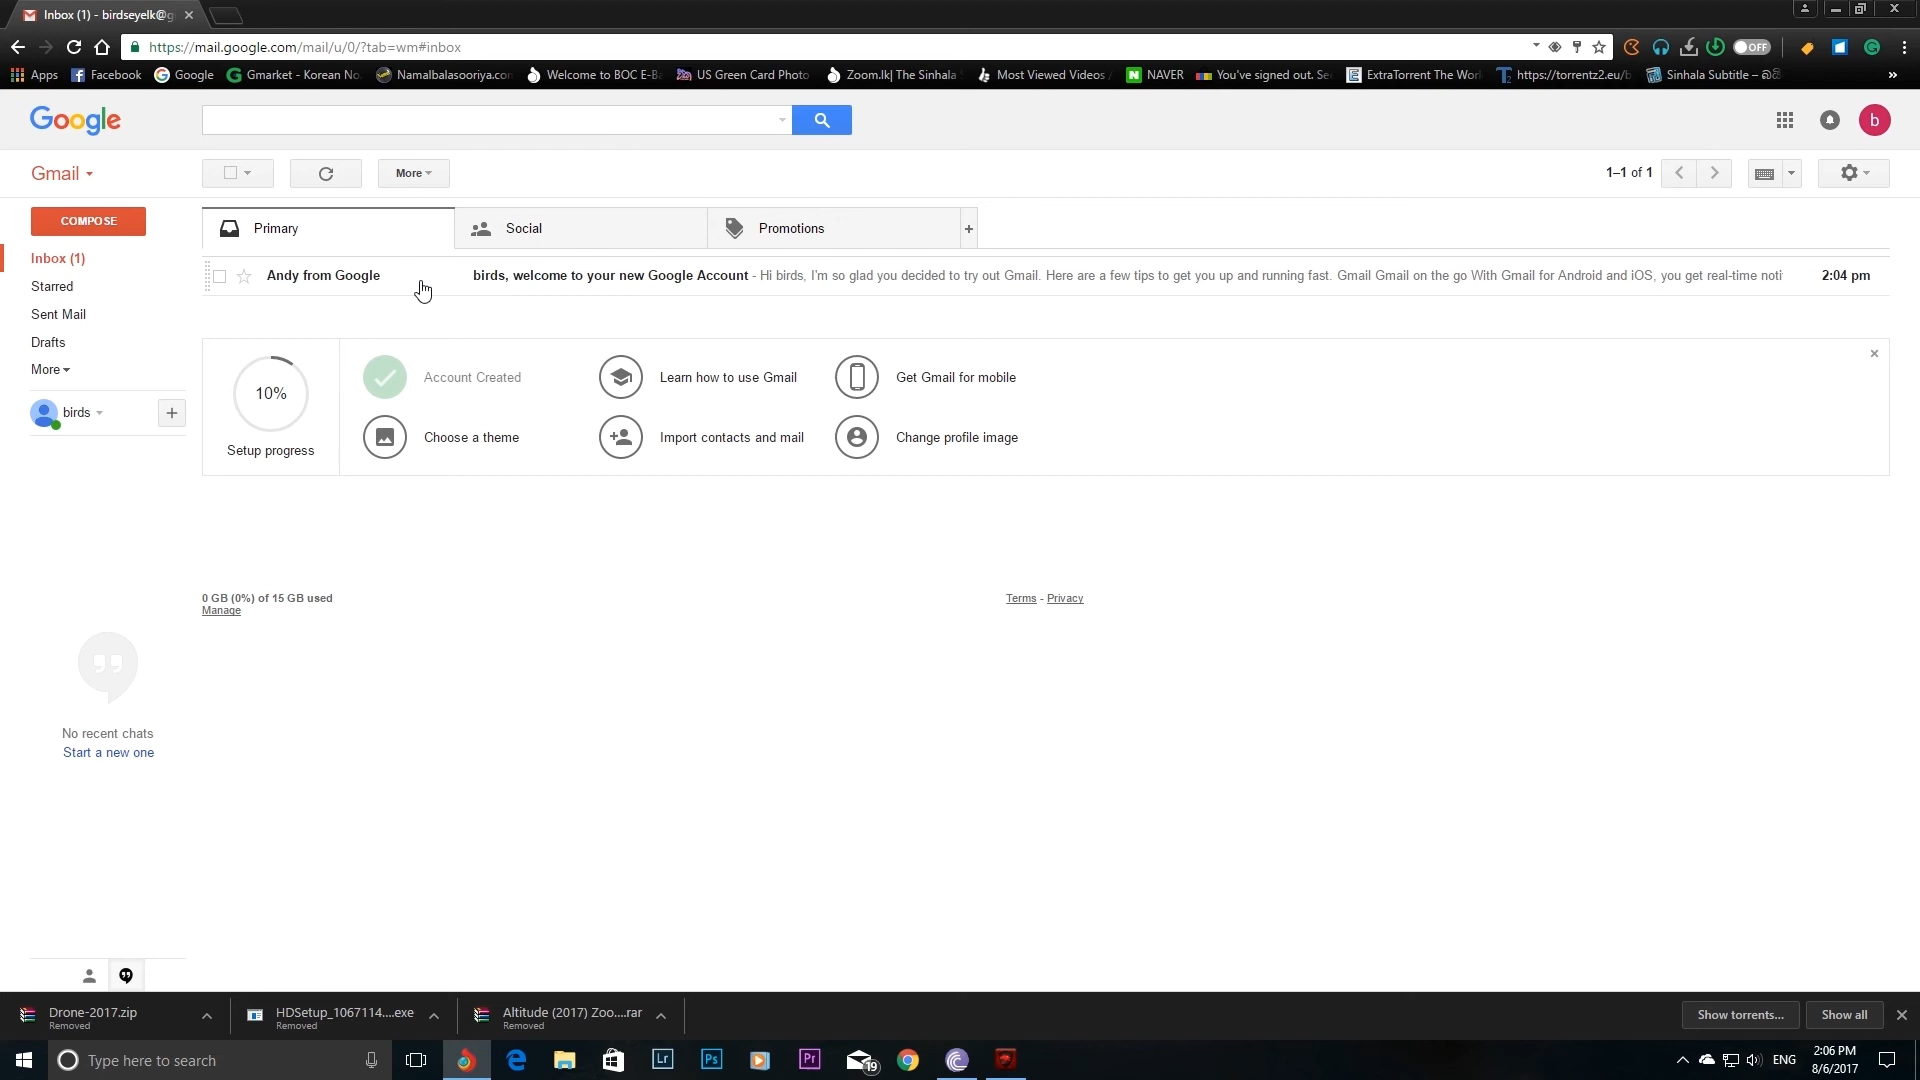 Inbox (1) - birdseyelk@g
https://mail.google.com/mail/u/0/?tab=wm#inbox
OFF
Apps
Facebook
Google
Gmarket - Korean No
Namalbalasooriya.con
Welcome to BOC E-Ba
US Green Card Photo
Zoom.lk| The Sinhala
Most Viewed Videos
NAVER
You've signed out. Se
ExtraTorrent The Worl
https://torrentz2.eu/b
Sinhala Subtitle –
»
Google
b
Gmail
More
1–1 of 1
COMPOSE
Primary
Social
Promotions
+
Inbox (1)
Starred
Sent Mail
Drafts
More
birds
+
Andy from Google
birds, welcome to your new Google Account - Hi birds, I'm so glad you decided to try out Gmail. Here are a few tips to get you up and running fast. Gmail Gmail on the go With Gmail for Android and iOS, you get real-time noti
2:04 pm
10%
Setup progress
Account Created
Learn how to use Gmail
Get Gmail for mobile
Choose a theme
Import contacts and mail
Change profile image
0 GB (0%) of 15 GB used
Manage
Terms - Privacy
No recent chats
Start a new one
Drone-2017.zip
Removed
HDSetup_1067114....exe
Removed
Altitude (2017) Zoo....rar
Removed
Show torrents...
Show all
Type here to search
Lr
Ps
Pr
19
ENG
2:06 PM
8/6/2017